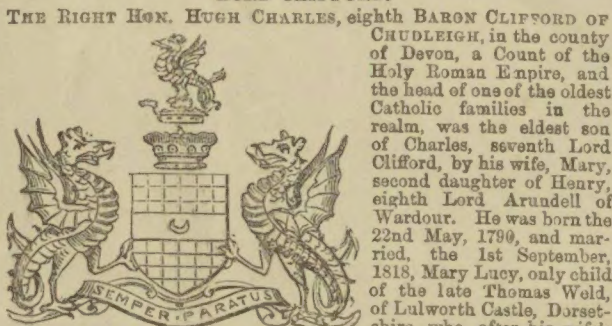 THE RIGHT HON. HUGH CHARLES, eighth BARON CLIFFORD OF
CHUDLEIGH, in the county
of Devon, a Count of the
Holy Roman Empire, and
the head of one of the oldest
Catholic families in the
realm, was the eldest son
of Charles, seventh Lord
Clifford, by his wife, Mary,
second daughter of Henry,
eighth Lord Arundell of
Wardour. He was born the
22nd May, 1790, and mar-
ried, the 1st September,
1818, Mary Lucy, only child
of the late Thomas Weld,
of Lulworth Castle, Dorset-
SEMPER·PARATUS